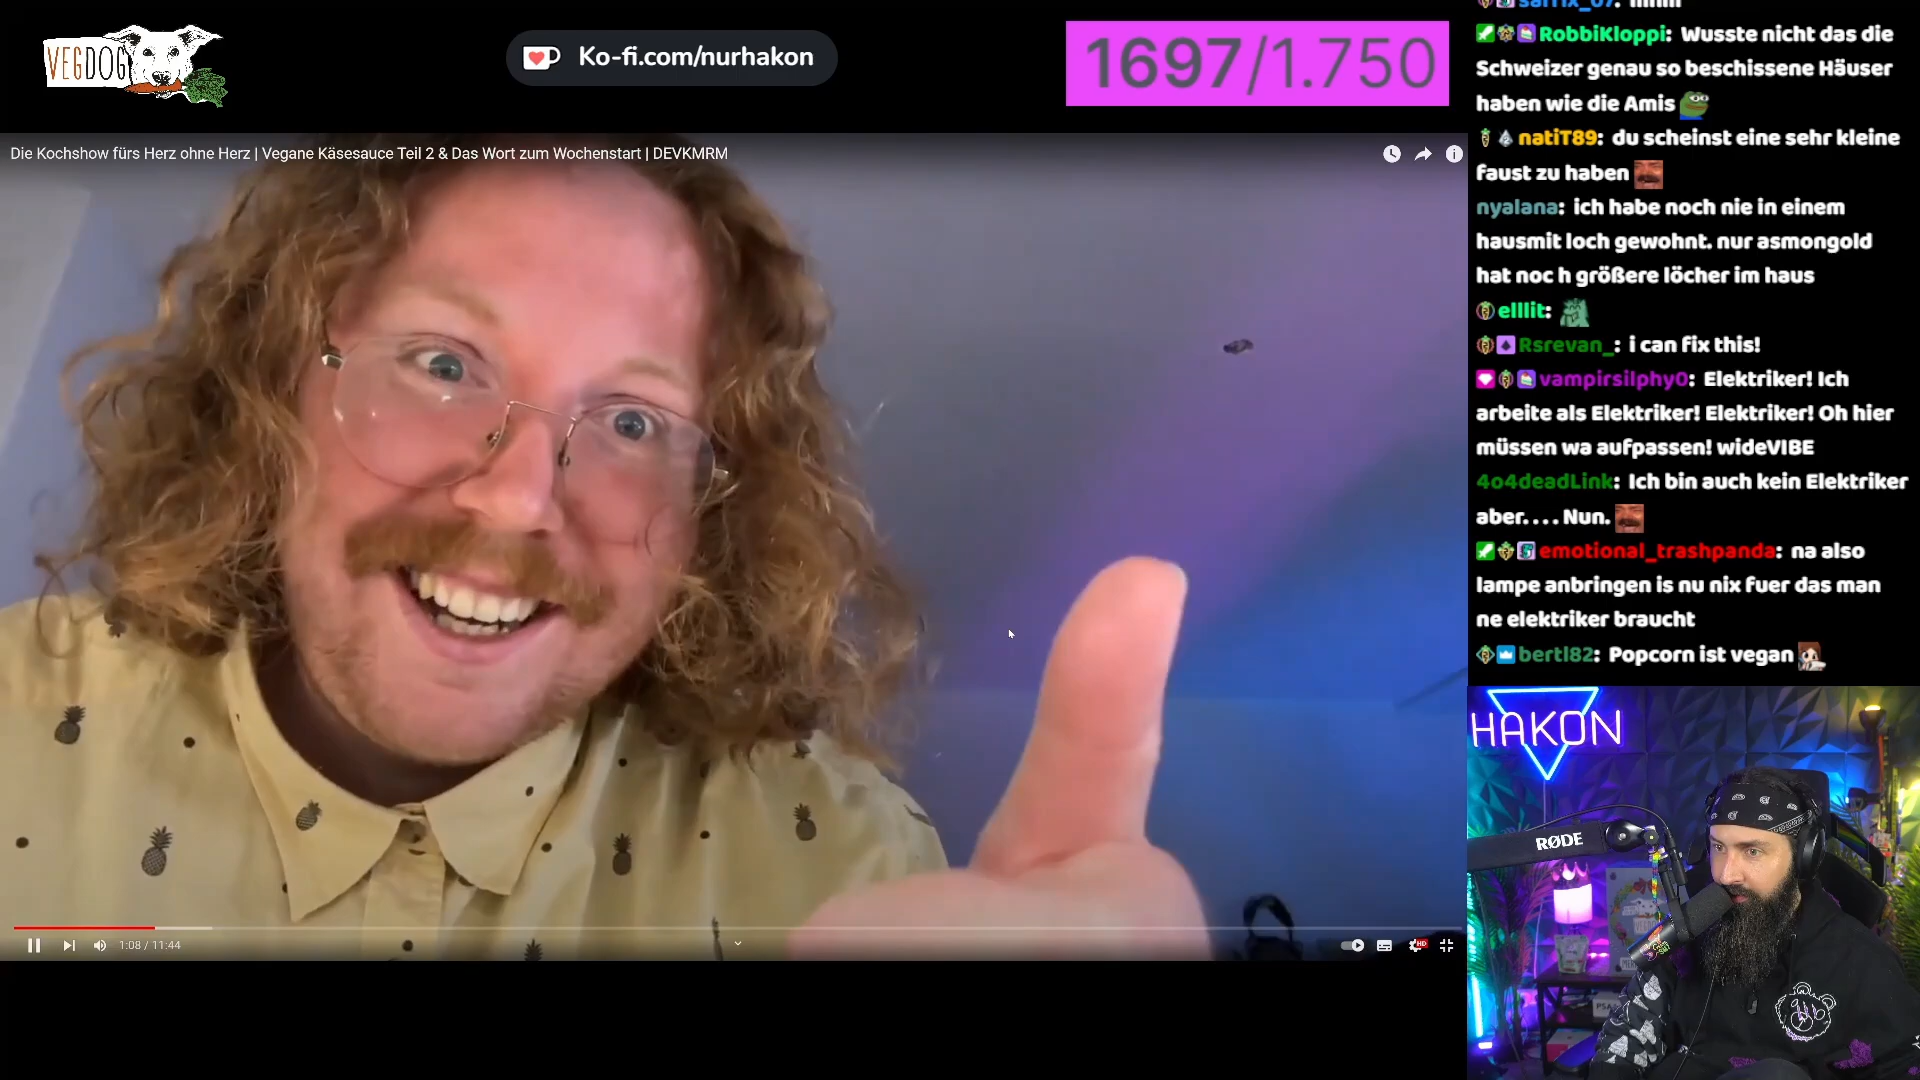 VEGDOG
Ko-fi.com/nurhakon
1697/1.750
Die Kochshow fürs Herz ohne Herz | Vegane Käsesauce Teil 2 & Das Wort zum Wochenstart | DEVKMRM
1:08 / 11:44
HD
RobbiKloppi: Wusste nicht das die
Schweizer genau so beschissene Häuser
haben wie die Amis
natiT89: du scheinst eine sehr kleine
faust zu haben
nyalana: ich habe noch nie in einem
hausmit loch gewohnt. nur asmongold
hat noc h größere löcher im haus
elllit:
Rsrevan_: i can fix this!
vampirsilphy0: Elektriker! Ich
arbeite als Elektriker! Elektriker! Oh hier
müssen wa aufpassen! wideVIBE
4o4deadLink: Ich bin auch kein Elektriker
aber.... Nun.
emotional_trashpanda: na also
lampe anbringen is nu nix fuer das man
ne elektriker braucht
bertl82: Popcorn ist vegan
HAKON
RØDE